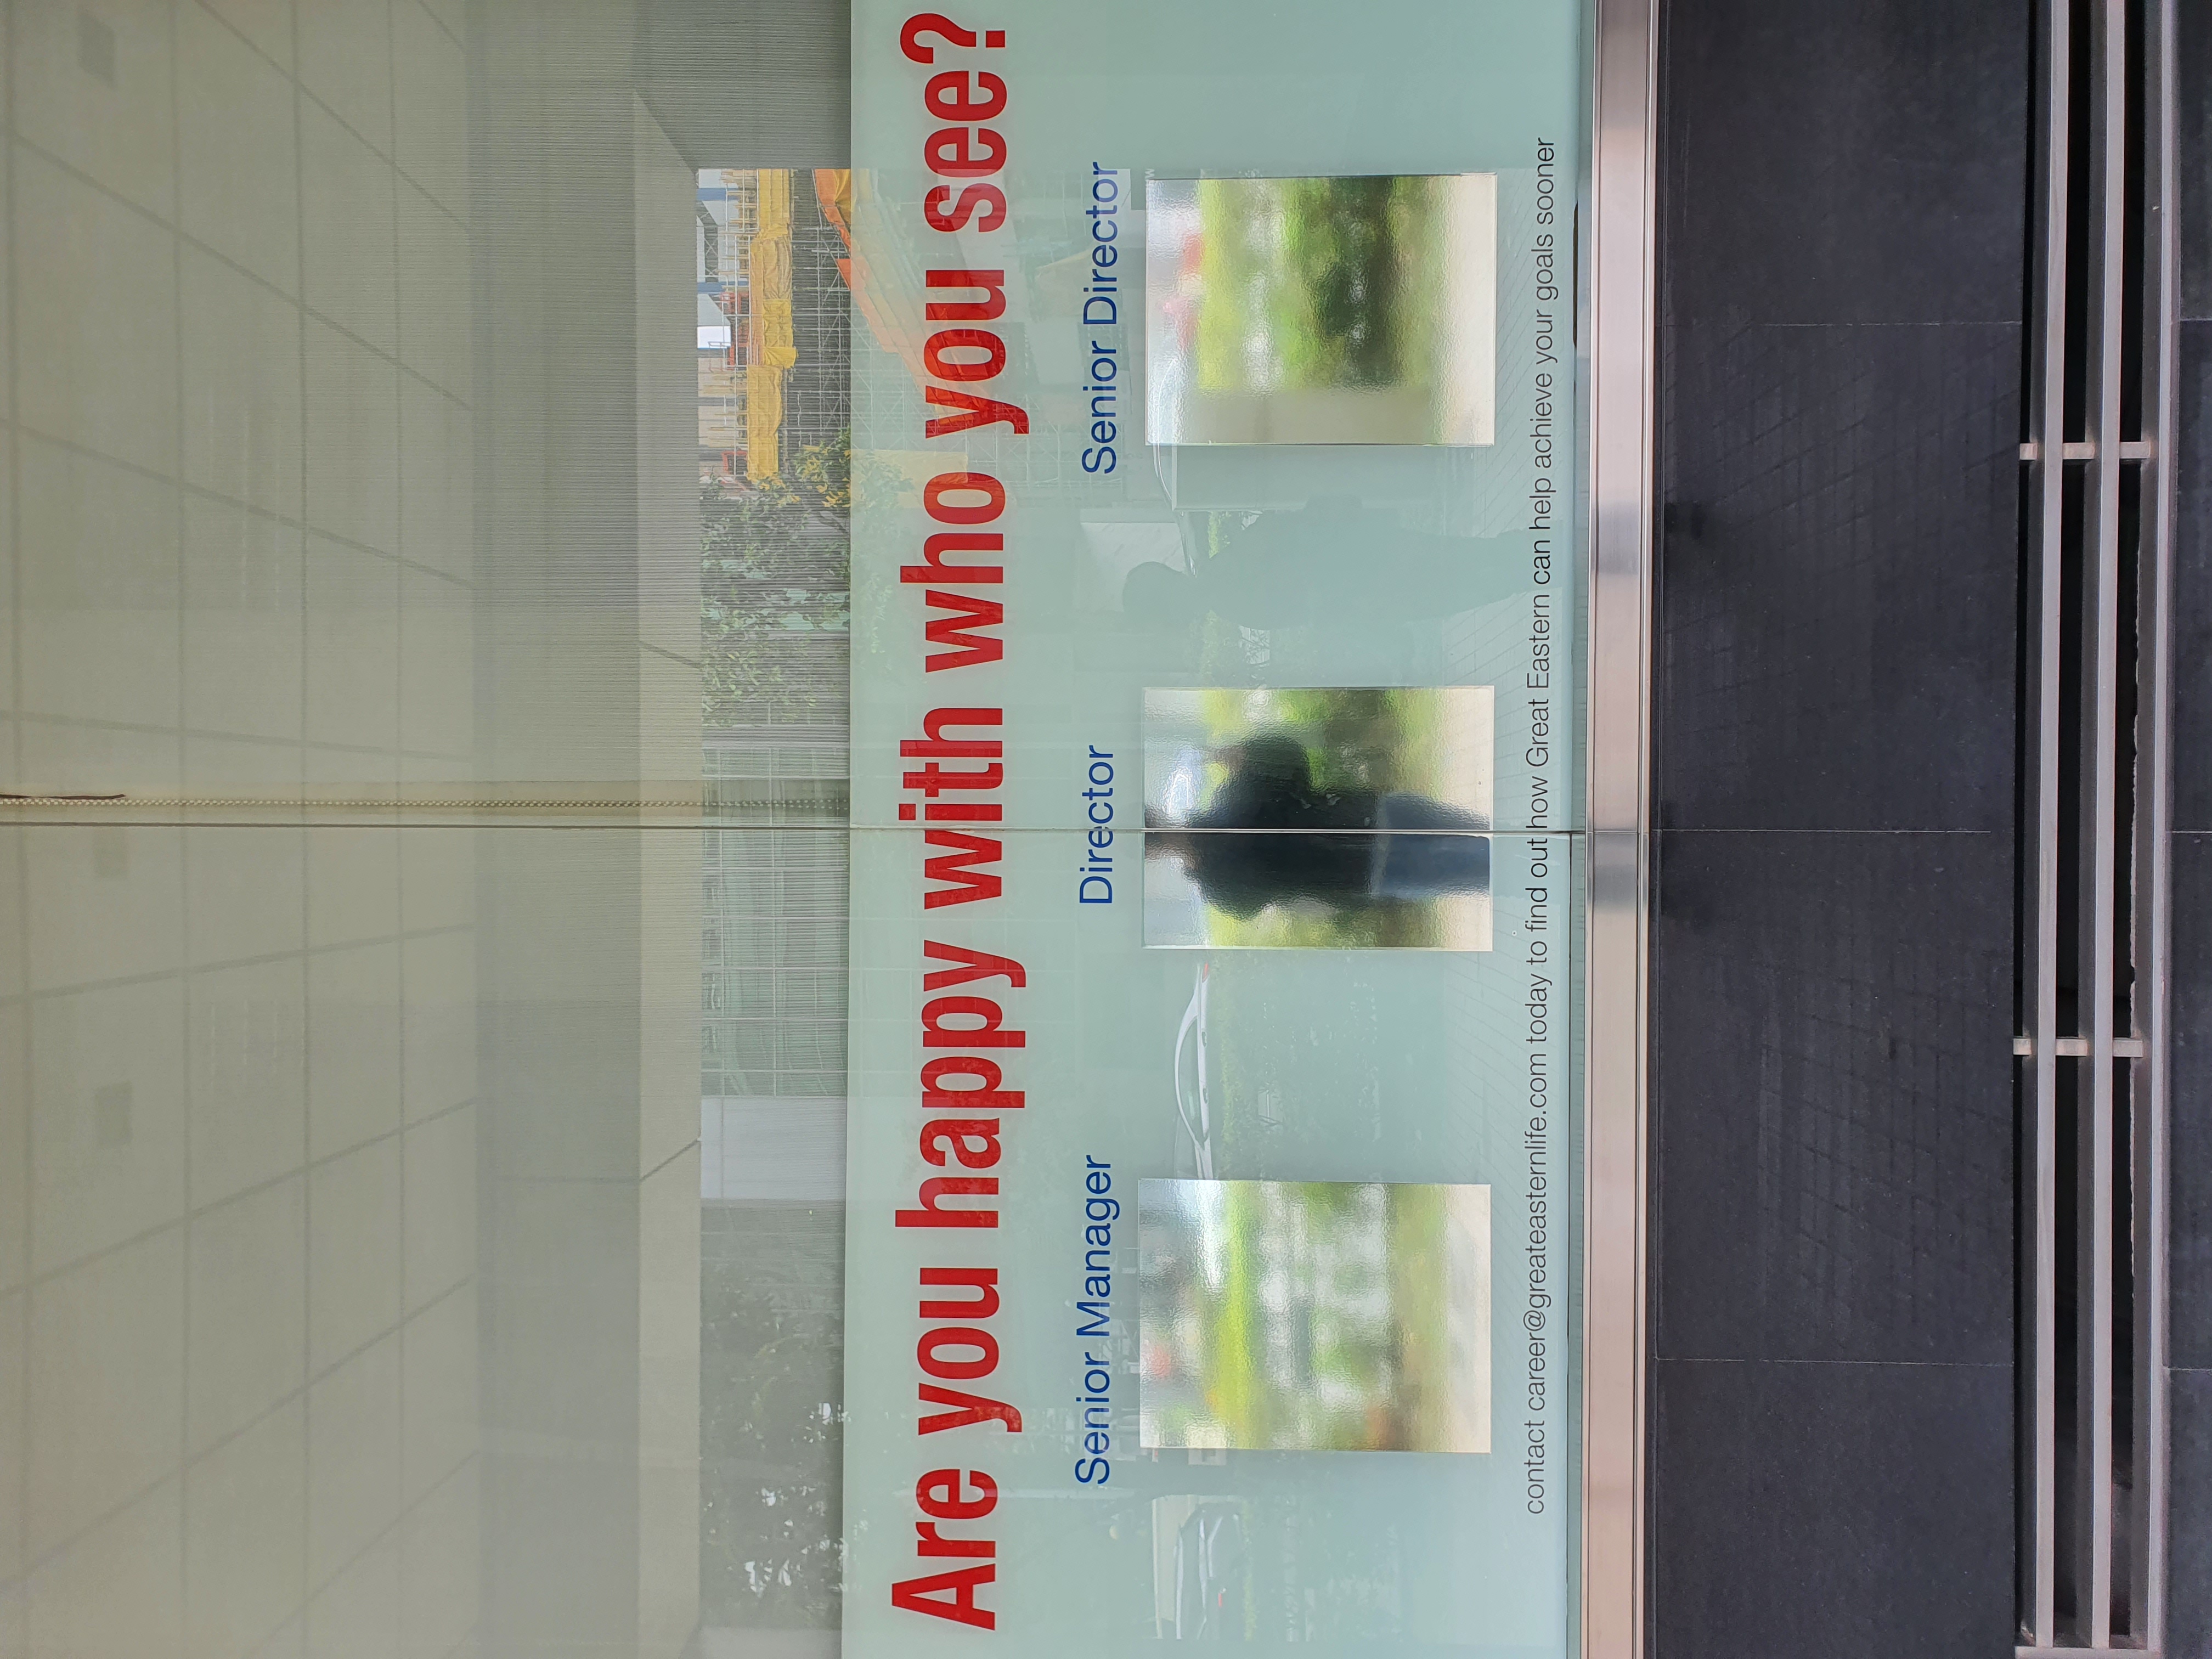 Are you happy with who you see?
Senior Manager
Director
Senior Director
contact career@greateasternlife.com today to find out how Great Eastern can help achieve your goals sooner